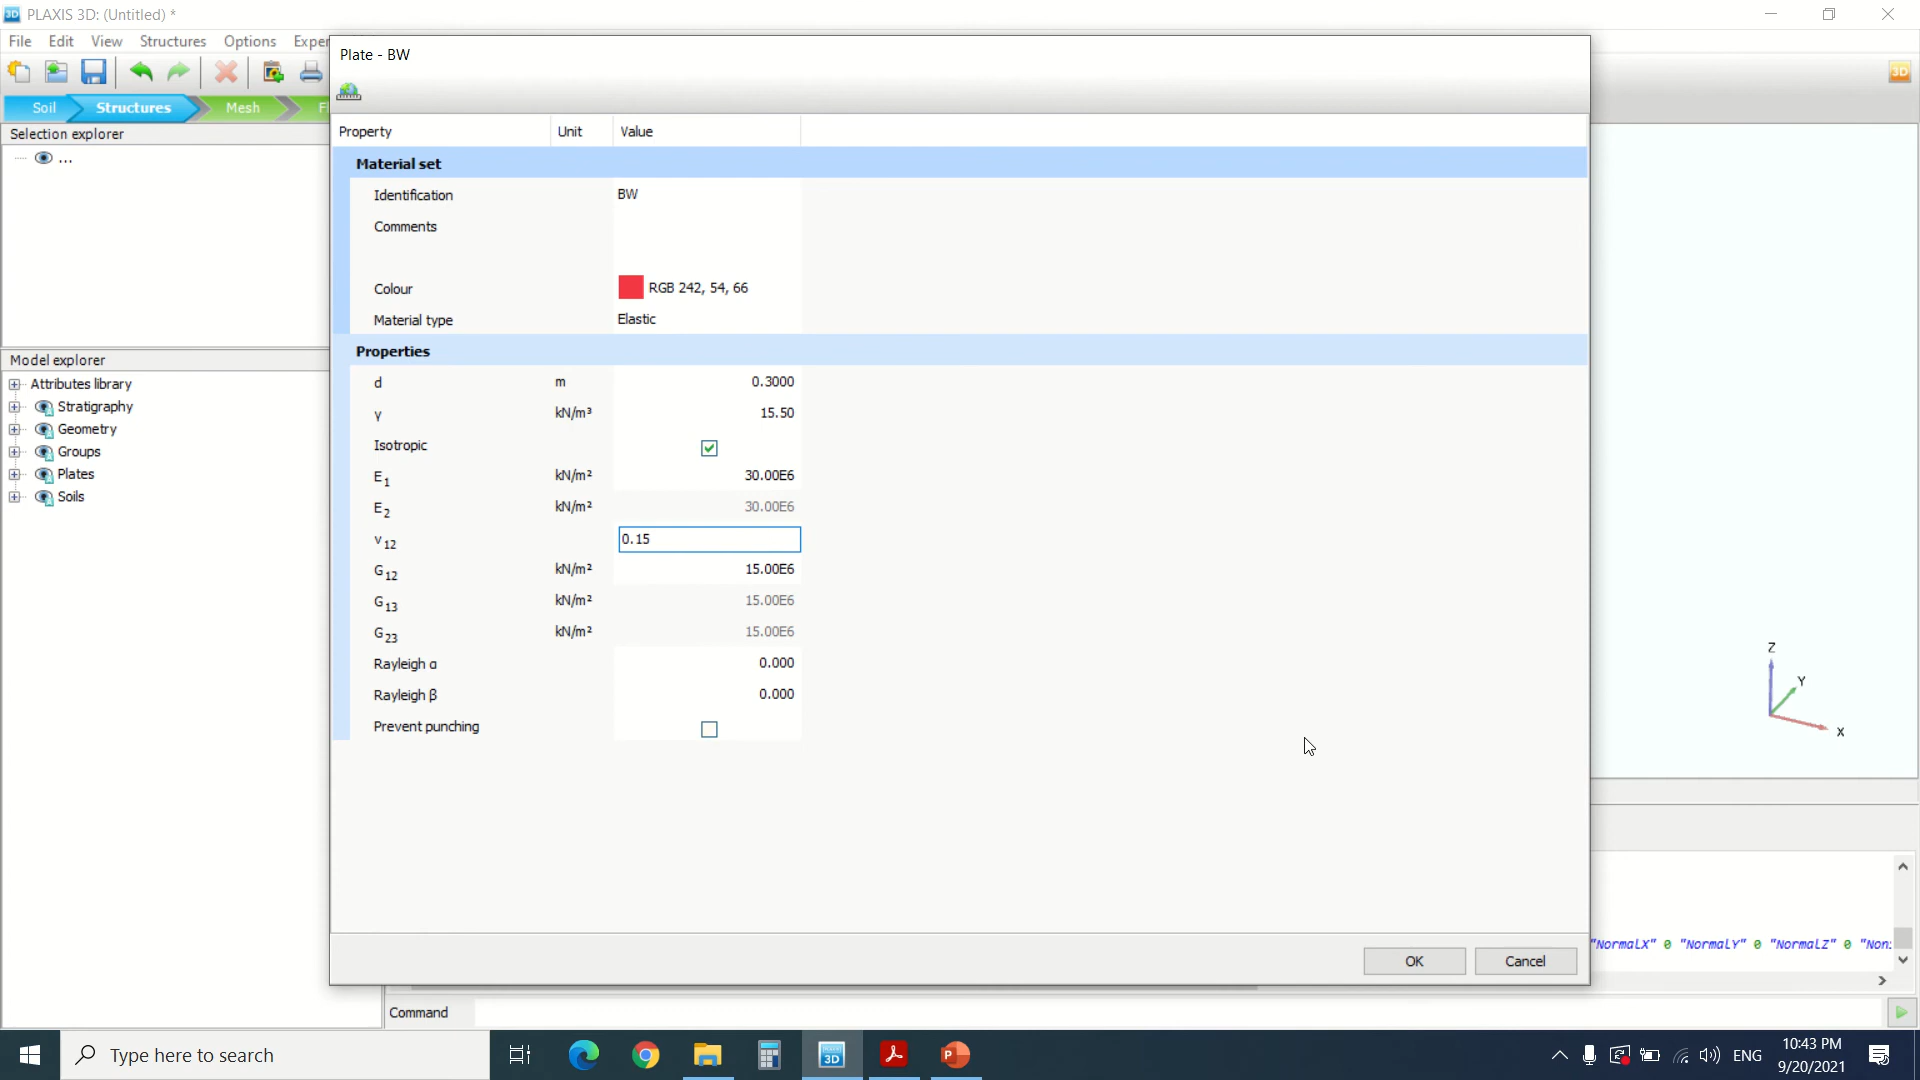 PLAXIS 3D: (Untitled) *
File Edit View Structures Options Exper
Plate - BW
3D
Soil Structures Mesh Fl
Selection explorer
...
Property Unit Value
Material set
Identification BW
Comments
Colour RGB 242, 54, 66
Material type Elastic
Model explorer
Attributes library
Stratigraphy
Geometry
Groups
Plates
Soils
Properties
d m 0.3000
γ kN/m³ 15.50
Isotropic
E1 kN/m² 30.00E6
E2 kN/m² 30.00E6
ν12 0.15
G12 kN/m² 15.00E6
G13 kN/m² 15.00E6
G23 kN/m² 15.00E6
Rayleigh α 0.000
Rayleigh β 0.000
Prevent punching
Z
Y
X
"NormalX" 0 "NormalY" 0 "NormalZ" 0 "Non:
OK Cancel
Command
Type here to search
3D
P
ENG
10:43 PM
9/20/2021